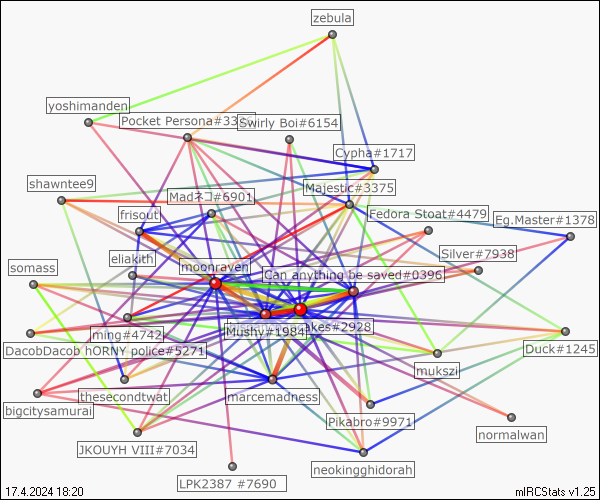 zebula
yoshimanden
Pocket Persona#33
Swirly Boi#6154
Cypha#1717
shawntee9
Madネコ#6901
Majestic#3375
frisout
Fedora Stoat#4479
Eg.Master#1378
eliakith
moonraven
Silver#7938
somass
Can anything be saved#0396
ming#4742
Mushy#1984
akes#2928
DacobDacob hORNY police#5271
Duck#1245
mukszi
thesecondtwat
marcemadness
bigcitysamurai
Pikabro#9971
normalwan
JKOUYH VIII#7034
neokingghidorah
LPK2387 #7690
17.4.2024 18:20
mIRCStats v1.25